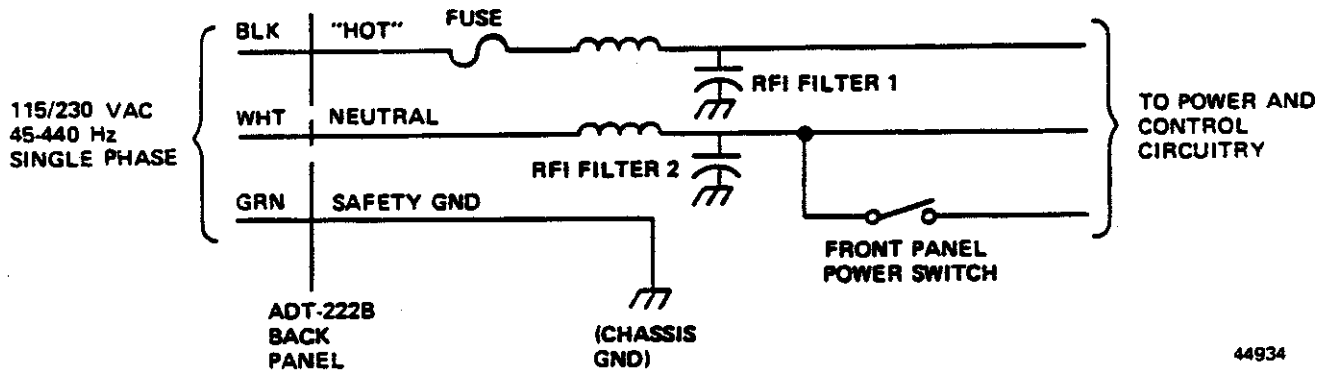 BLK "HOT" FUSE
RFI FILTER 1
115/230 VAC
45-440 Hz
SINGLE PHASE
WHT NEUTRAL
RFI FILTER 2
TO POWER AND
CONTROL
CIRCUITRY
GRN SAFETY GND
FRONT PANEL
POWER SWITCH
ADT-222B
BACK
PANEL
(CHASSIS
GND)
44934